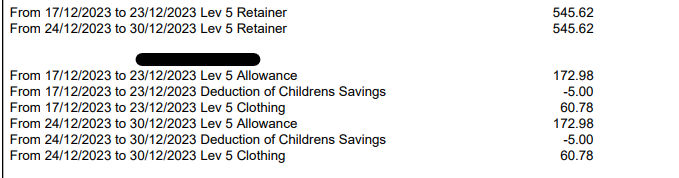 From 17/12/2023 to 23/12/2023 Lev 5 Retainer 545.62
From 24/12/2023 to 30/12/2023 Lev 5 Retainer 545.62
From 17/12/2023 to 23/12/2023 Lev 5 Allowance 172.98
From 17/12/2023 to 23/12/2023 Deduction of Childrens Savings -5.00
From 17/12/2023 to 23/12/2023 Lev 5 Clothing 60.78
From 24/12/2023 to 30/12/2023 Lev 5 Allowance 172.98
From 24/12/2023 to 30/12/2023 Deduction of Childrens Savings -5.00
From 24/12/2023 to 30/12/2023 Lev 5 Clothing 60.78